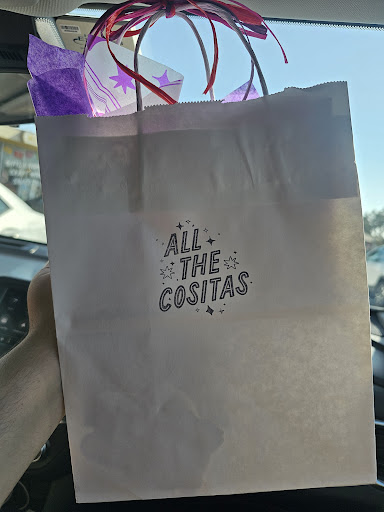 ALL
THE
COSITAS